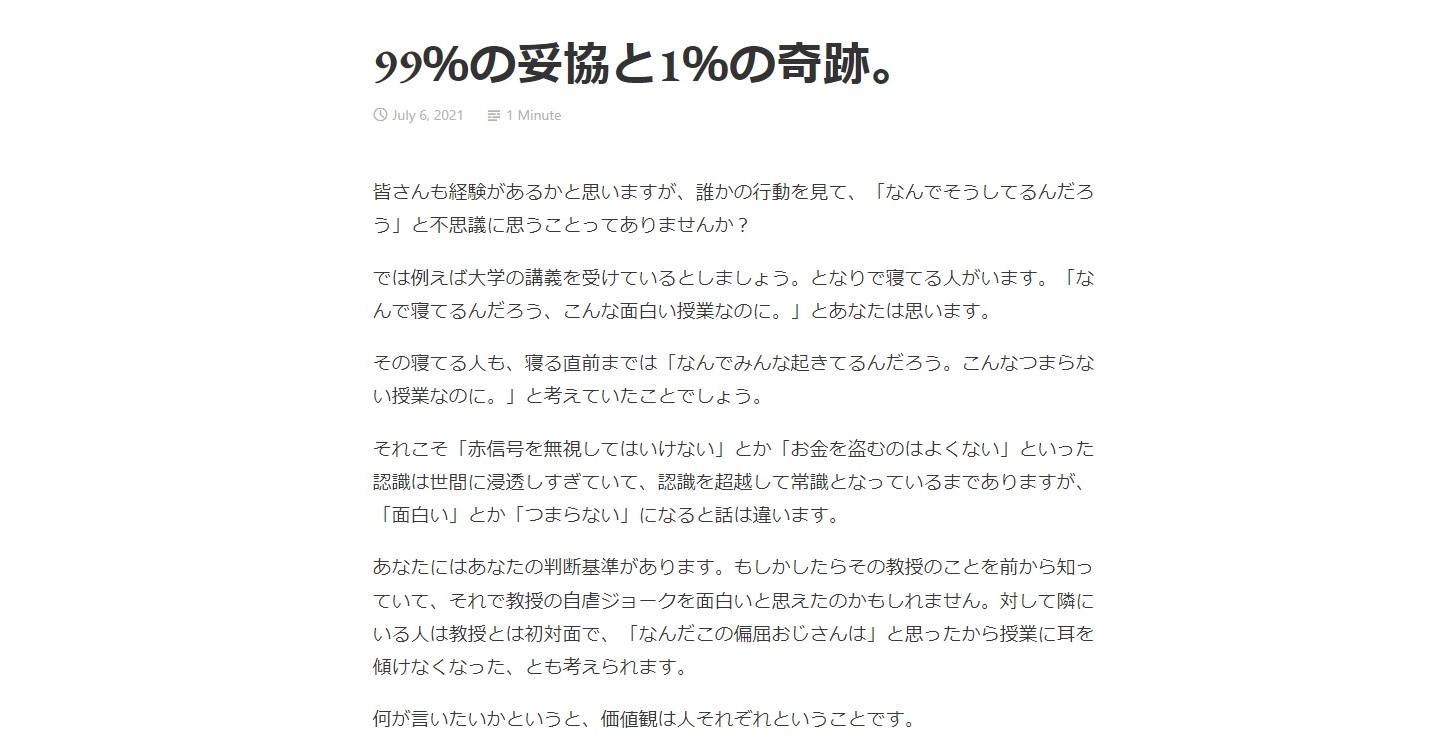 99%の妥協と1%の奇跡。
July 6, 2021 1 Minute
皆さんも経験があるかと思いますが、誰かの行動を見て、「なんでそうしてるんだろ
う」と不思議に思うことってありませんか？
では例えば大学の講義を受けているとしましょう。となりで寝てる人がいます。「な
んで寝てるんだろう、こんな面白い授業なのに。」とあなたは思います。
その寝てる人も、寝る直前までは「なんでみんな起きてるんだろう。こんなつまらな
い授業なのに。」と考えていたことでしょう。
それこそ「赤信号を無視してはいけない」とか「お金を盗むのはよくない」といった
認識は世間に浸透しすぎていて、認識を超越して常識となっているまでありますが、
「面白い」とか「つまらない」になると話は違います。
あなたにはあなたの判断基準があります。もしかしたらその教授のことを前から知っ
ていて、それで教授の自虐ジョークを面白いと思えたのかもしれません。対して隣に
いる人は教授とは初対面で、「なんだこの偏屈おじさんは」と思ったから授業に耳を
傾けなくなった、とも考えられます。
何が言いたいかというと、価値観は人それぞれということです。